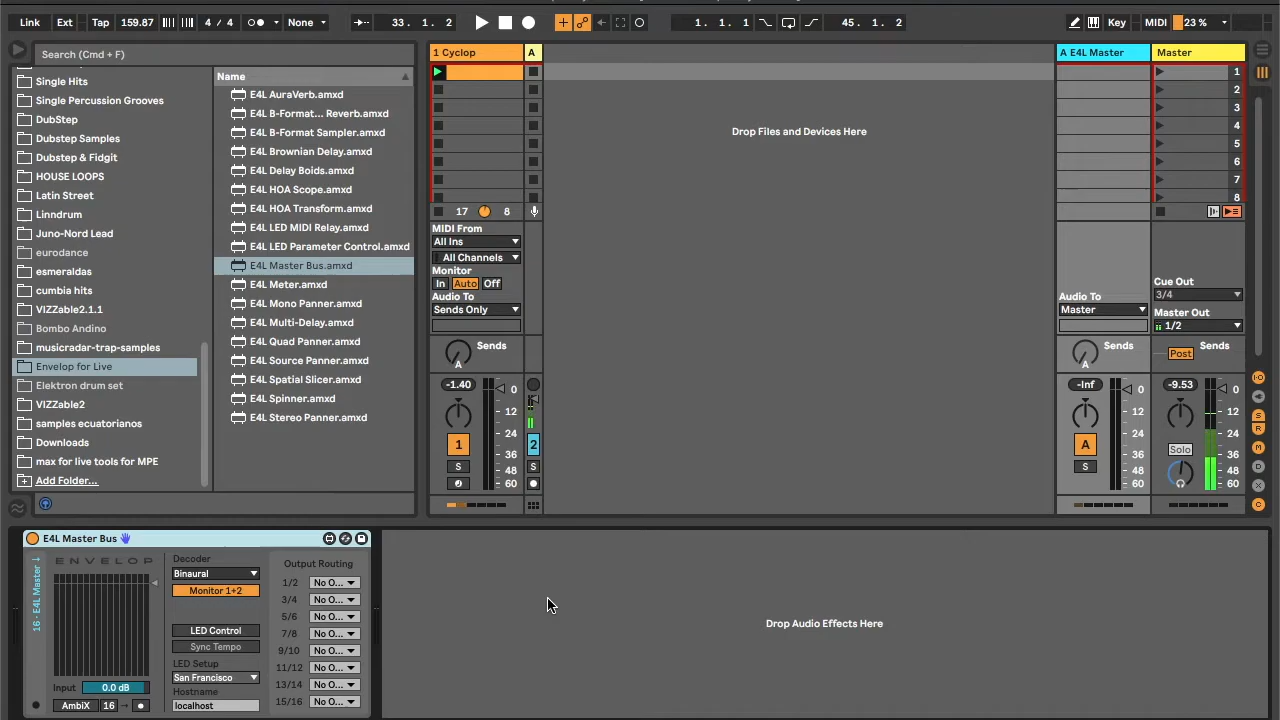 Link Ext Tap 159.87 4 / 4 None 33. 1. 2 1. 1. 1 45. 1. 2 Key MIDI 23 %
Search (Cmd + F)
Single Hits
Single Percussion Grooves
DubStep
Dubstep Samples
Dubstep & Fidgit
HOUSE LOOPS
Latin Street
Linndrum
Juno-Nord Lead
eurodance
esmeraldas
cumbia hits
VIZZable2.1.1
Bombo Andino
musicradar-trap-samples
Envelop for Live
Elektron drum set
VIZZable2
samples ecuatorianos
Downloads
max for live tools for MPE
Add Folder...
Name
E4L AuraVerb.amxd
E4L B-Format... Reverb.amxd
E4L B-Format Sampler.amxd
E4L Brownian Delay.amxd
E4L Delay Boids.amxd
E4L HOA Scope.amxd
E4L HOA Transform.amxd
E4L LED MIDI Relay.amxd
E4L LED Parameter Control.amxd
E4L Master Bus.amxd
E4L Meter.amxd
E4L Mono Panner.amxd
E4L Multi-Delay.amxd
E4L Quad Panner.amxd
E4L Source Panner.amxd
E4L Spatial Slicer.amxd
E4L Spinner.amxd
E4L Stereo Panner.amxd
1 Cyclop
17 8
MIDI From
All Ins
All Channels
Monitor
In Auto Off
Audio To
Sends Only
Sends
A
-1.40
0
12
24
36
48
60
1
S
A
2
S
Drop Files and Devices Here
A E4L Master
Audio To
Master
Sends
A
-Inf
0
12
24
36
48
60
A
S
Master
1
2
3
4
5
6
7
8
Cue Out
3/4
Master Out
1/2
Sends
Post
-9.53
0
12
24
36
48
60
Solo
E4L Master Bus
16 - E4L Master
ENVELOP
Input 0.0 dB
AmbiX 16
Decoder
Binaural
Monitor 1+2
LED Control
Sync Tempo
LED Setup
San Francisco
Hostname
localhost
Output Routing
1/2 No O...
3/4 No O...
5/6 No O...
7/8 No O...
9/10 No O...
11/12 No O...
13/14 No O...
15/16 No O...
Drop Audio Effects Here